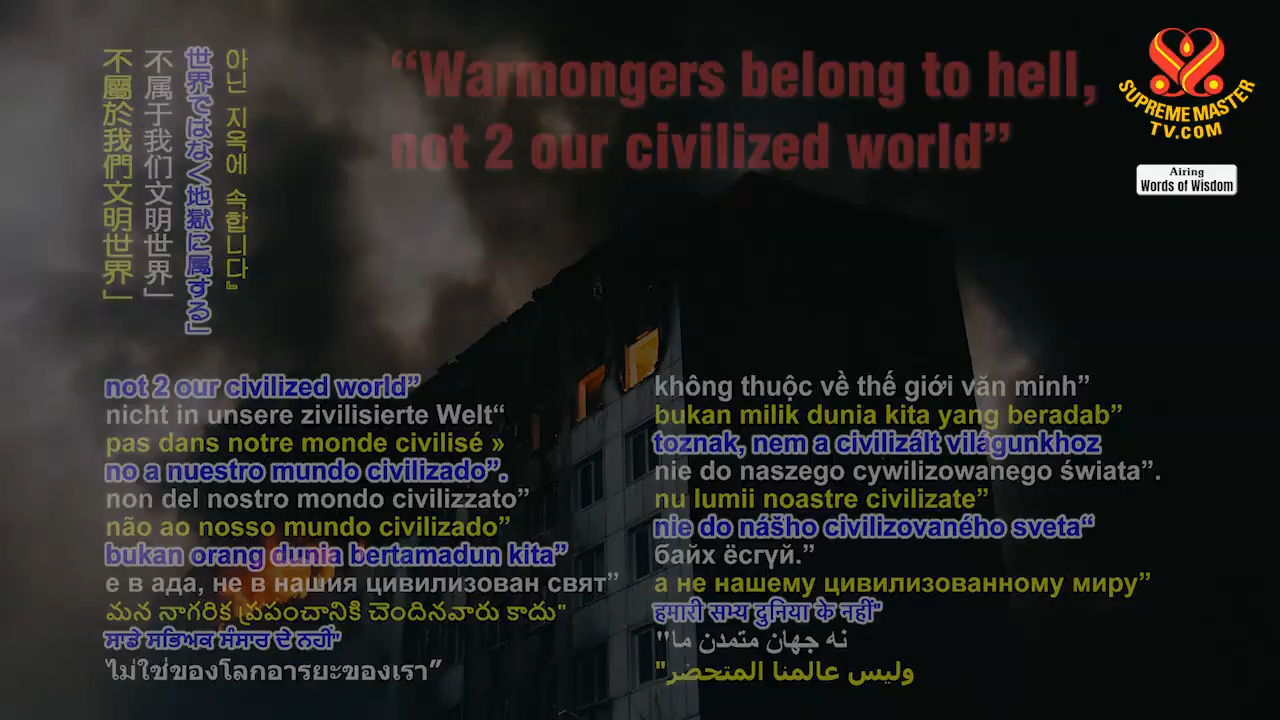 “Warmongers belong to hell,
not 2 our civilized world”
SUPREME MASTER
TV.COM
Airing
Words of Wisdom
아닌 지옥에 속합니다』
世界ではなく地獄に属する」
不属于我们文明世界」
不屬於我們文明世界」
not 2 our civilized world”
nicht in unsere zivilisierte Welt“
pas dans notre monde civilisé »
no a nuestro mundo civilizado”.
non del nostro mondo civilizzato”
não ao nosso mundo civilizado”
bukan orang dunia bertamadun kita”
е в ада, не в нашия цивилизован свят”
మన నాగరిక ప్రపంచానికి చెందినవారు కాదు"
ਸਾਡੇ ਸਭਿਅਕ ਸੰਸਾਰ ਦੇ ਨਹੀਂ"
ไม่ใช่ของโลกอารยะของเรา”
không thuộc về thế giới văn minh”
bukan milik dunia kita yang beradab”
toznak, nem a civilizált világunkhoz
nie do naszego cywilizowanego świata”.
nu lumii noastre civilizate”
nie do nášho civilizovaného sveta“
байх ёсгүй.”
а не нашему цивилизованному миру”
हमारी सभ्य दुनिया के नहीं"
نه جهان متمدن ما"
وليس عالمنا المتحضر"